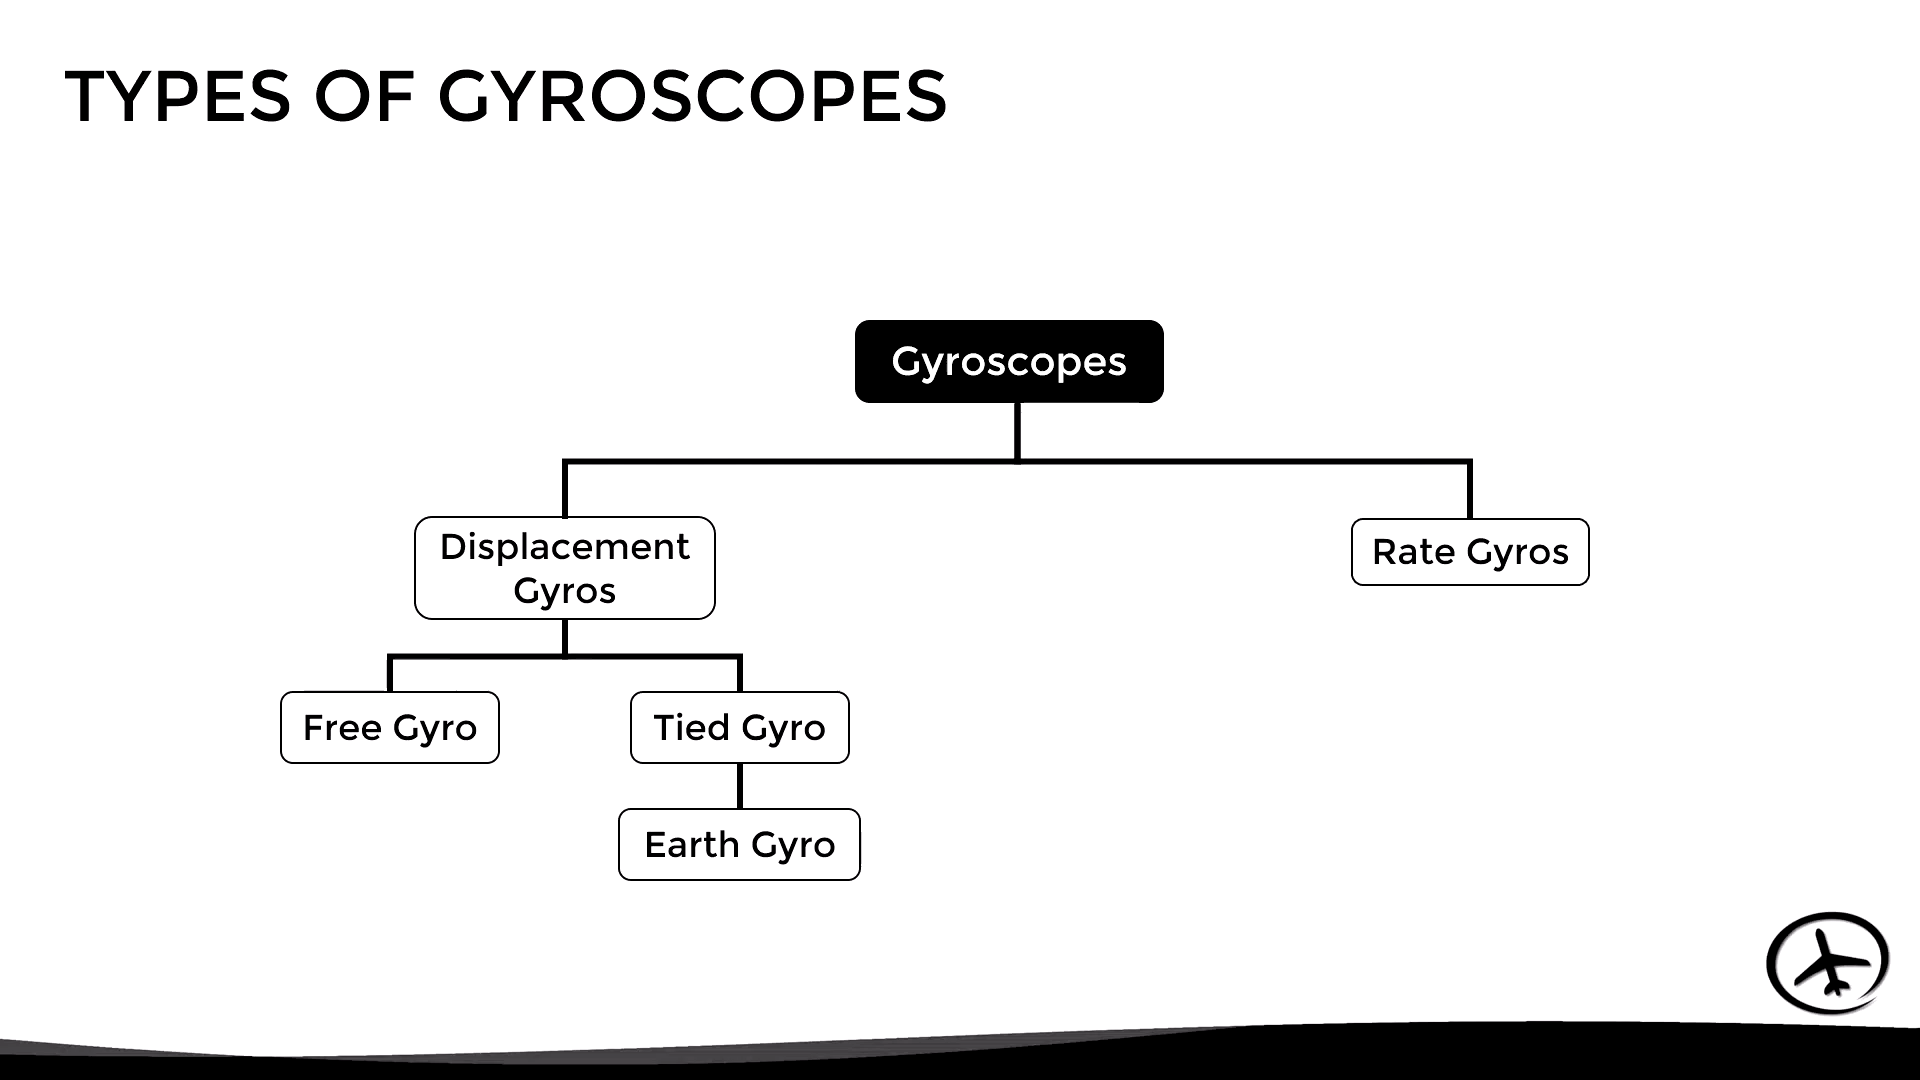 TYPES OF GYROSCOPES
Gyroscopes
Displacement
Gyros
Rate Gyros
Free Gyro
Tied Gyro
Earth Gyro